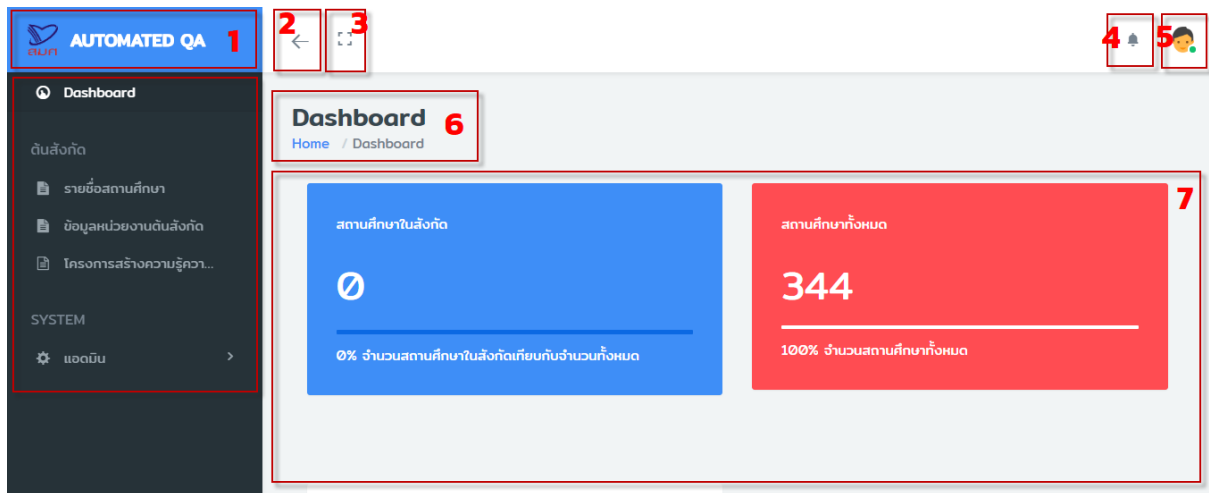 สมศ
AUTOMATED QA
1
2
3
4
5
Dashboard
ต้นสังกัด
รายชื่อสถานศึกษา
ข้อมูลหน่วยงานต้นสังกัด
โครงการสร้างความรู้ควา...
SYSTEM
แอดมิน
Dashboard
6
Home / Dashboard
7
สถานศึกษาในสังกัด
0
0% จำนวนสถานศึกษาในสังกัดเทียบกับจำนวนทั้งหมด
สถานศึกษาทั้งหมด
344
100% จำนวนสถานศึกษาทั้งหมด